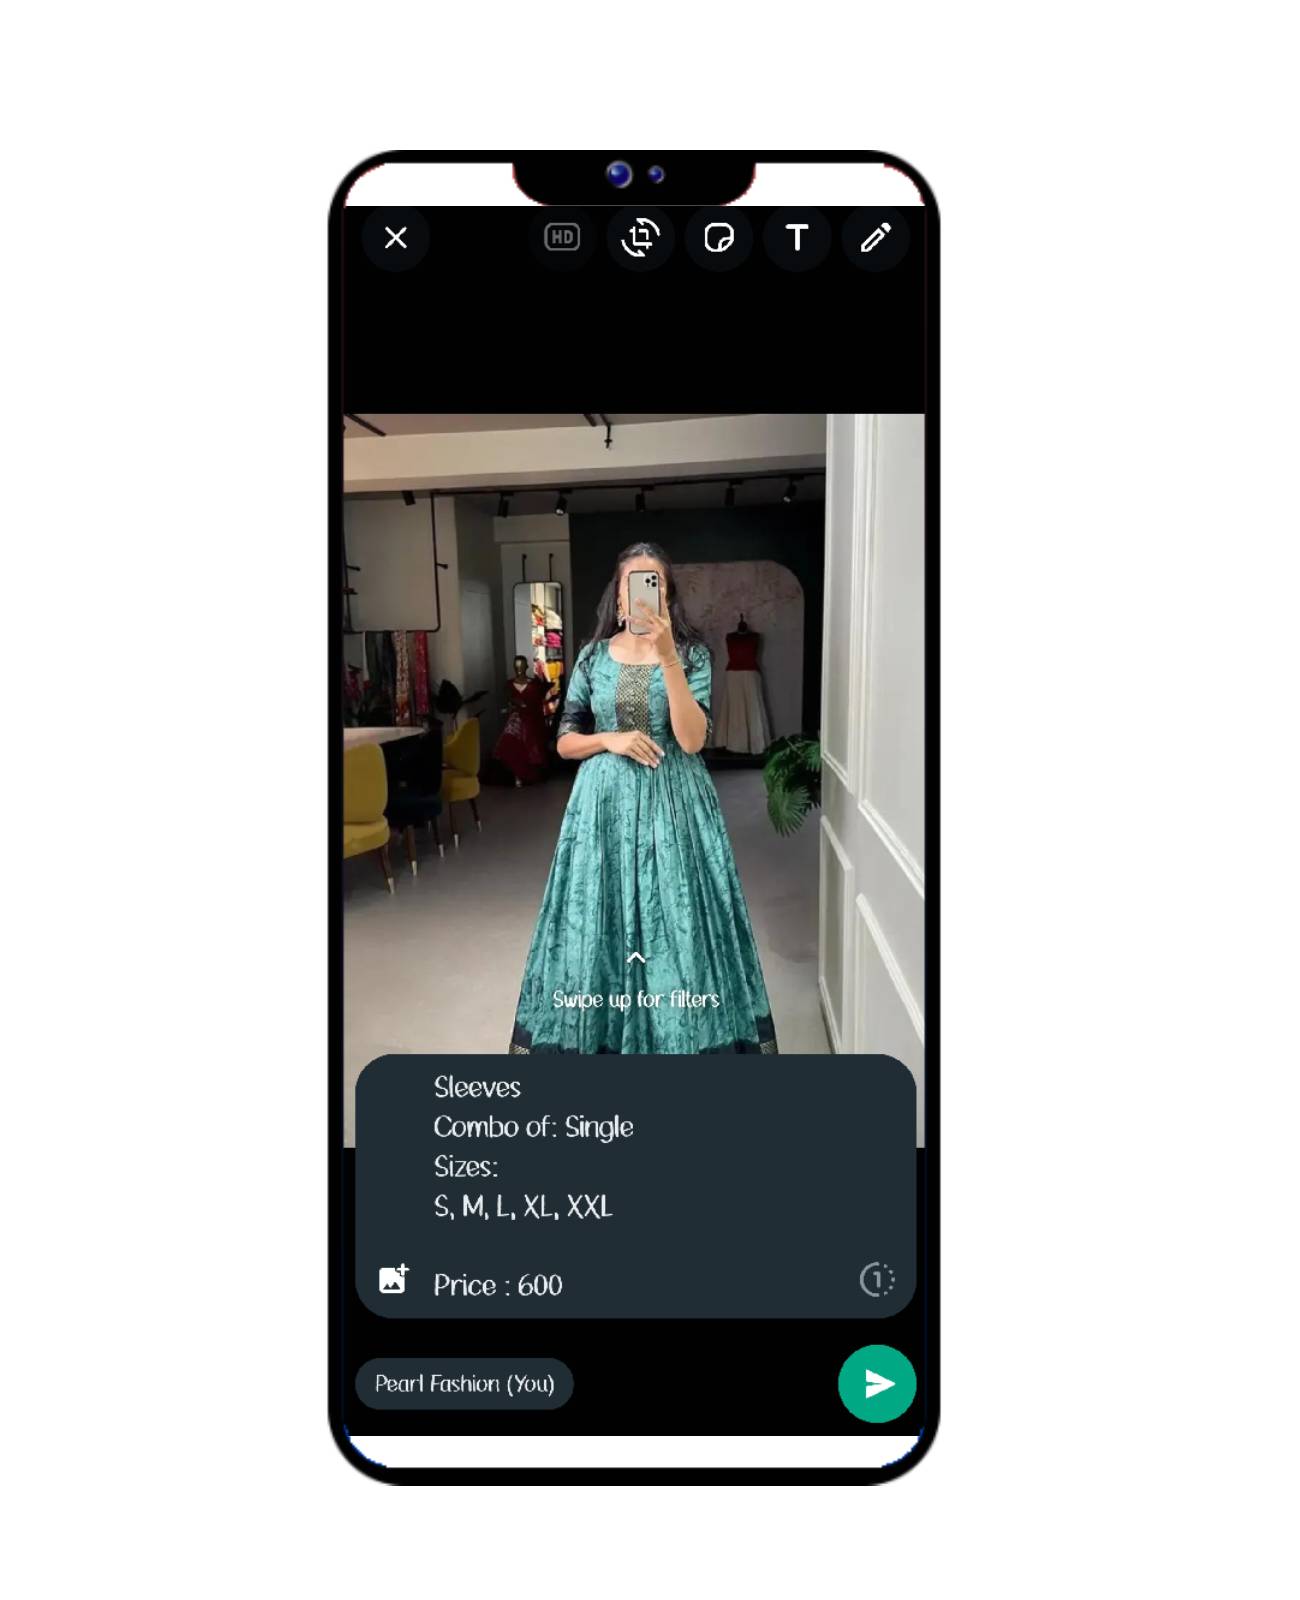 HD
T
Swipe up for filters
Sleeves
Combo of: Single
Sizes:
S, M, L, XL, XXL
Price : 600
1
Pearl Fashion (You)